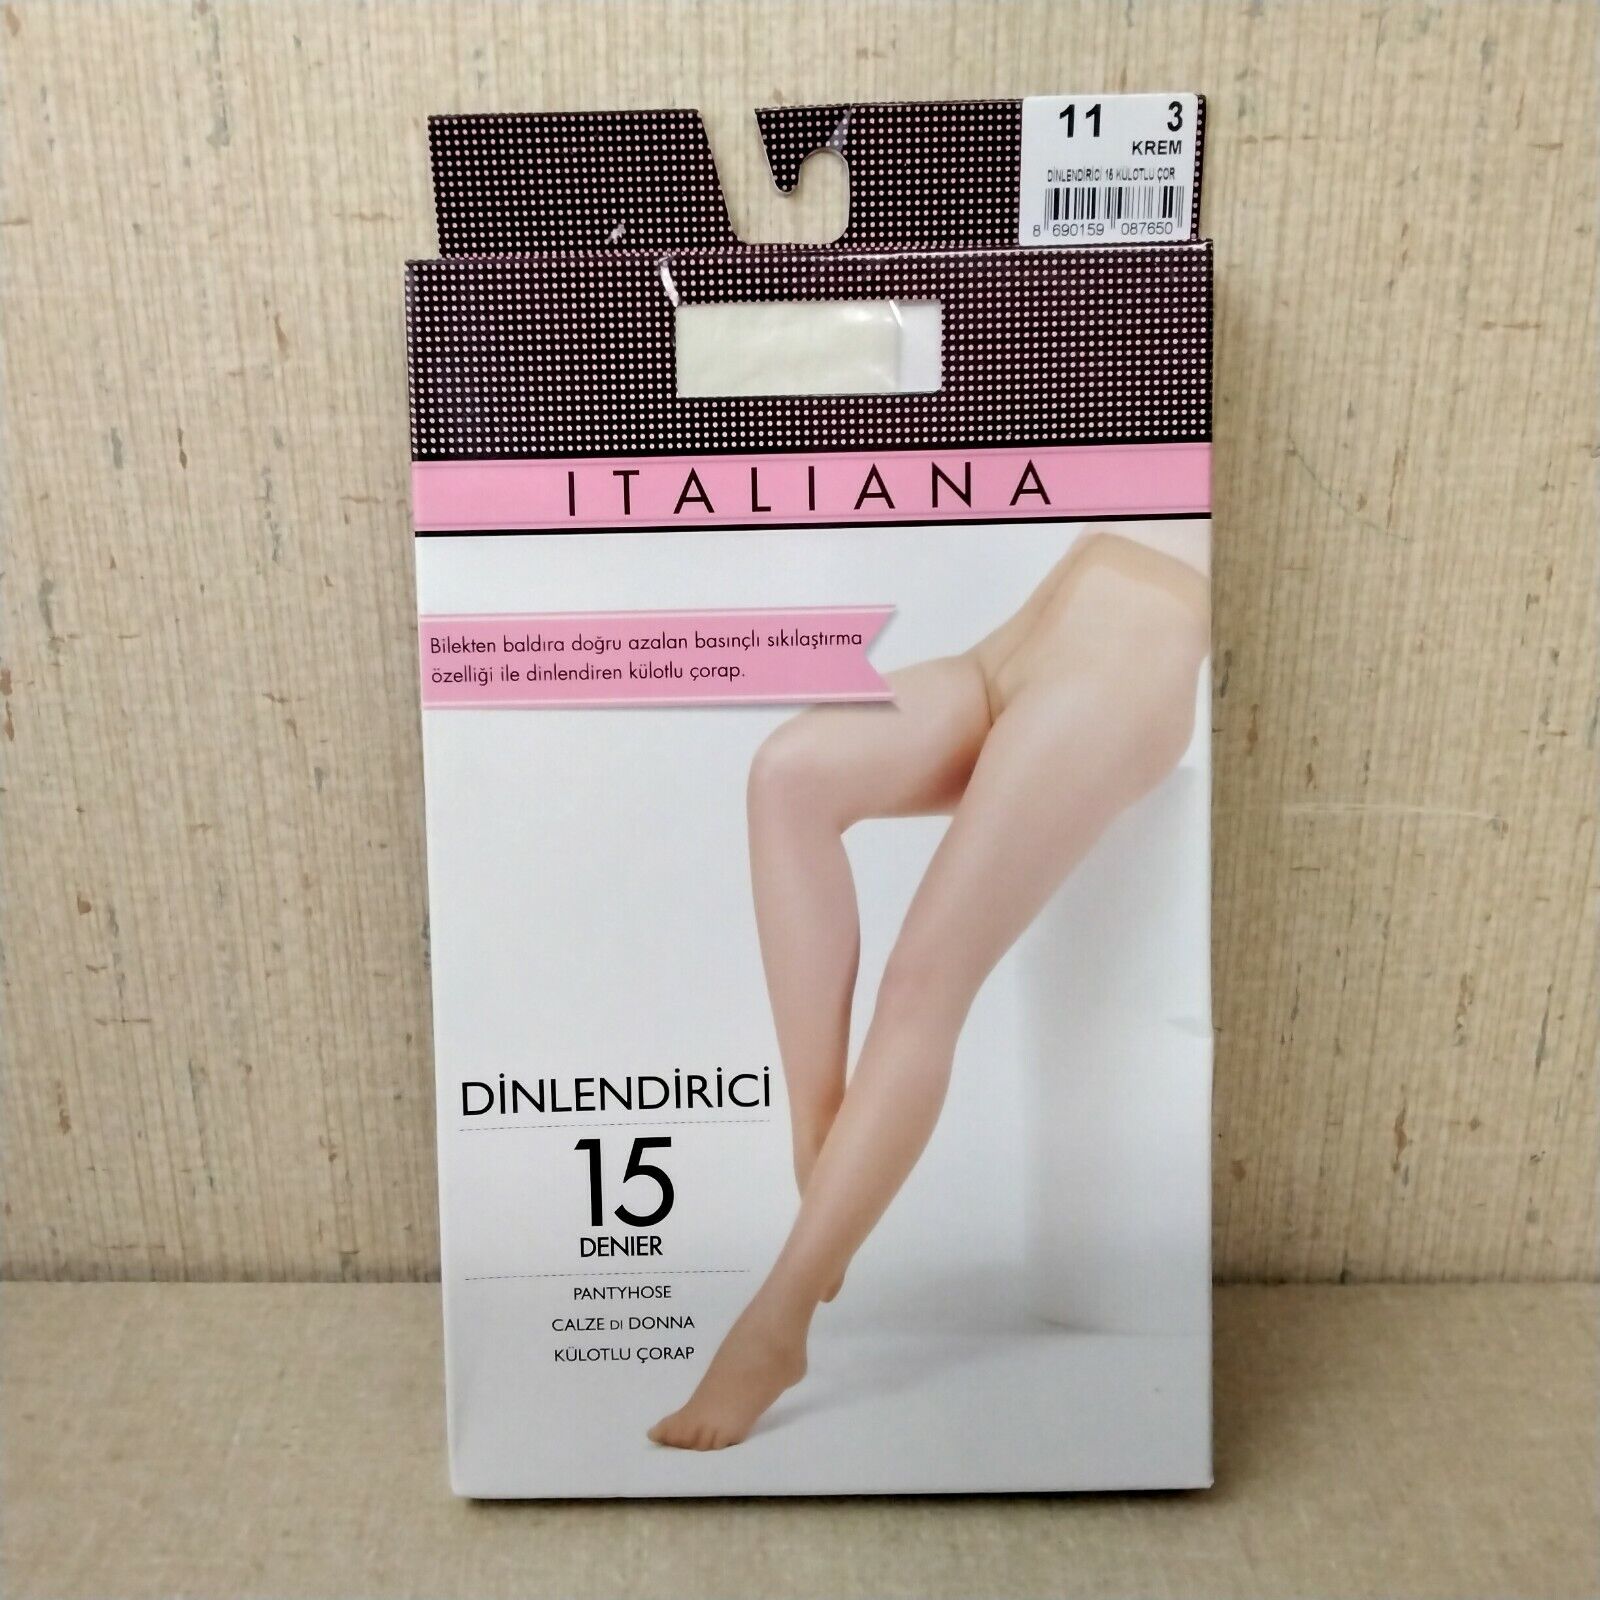 11 3
KREM
DİNLENDİRİCİ 15 KÜLOTLU ÇOR
8 690159 087650
ITALIANA
Bilekten baldıra doğru azalan basınçlı sıkılaştırma
özelliği ile dinlendiren külotlu çorap.
DİNLENDİRİCİ
15
DENIER
PANTYHOSE
CALZE DI DONNA
KÜLOTLU ÇORAP